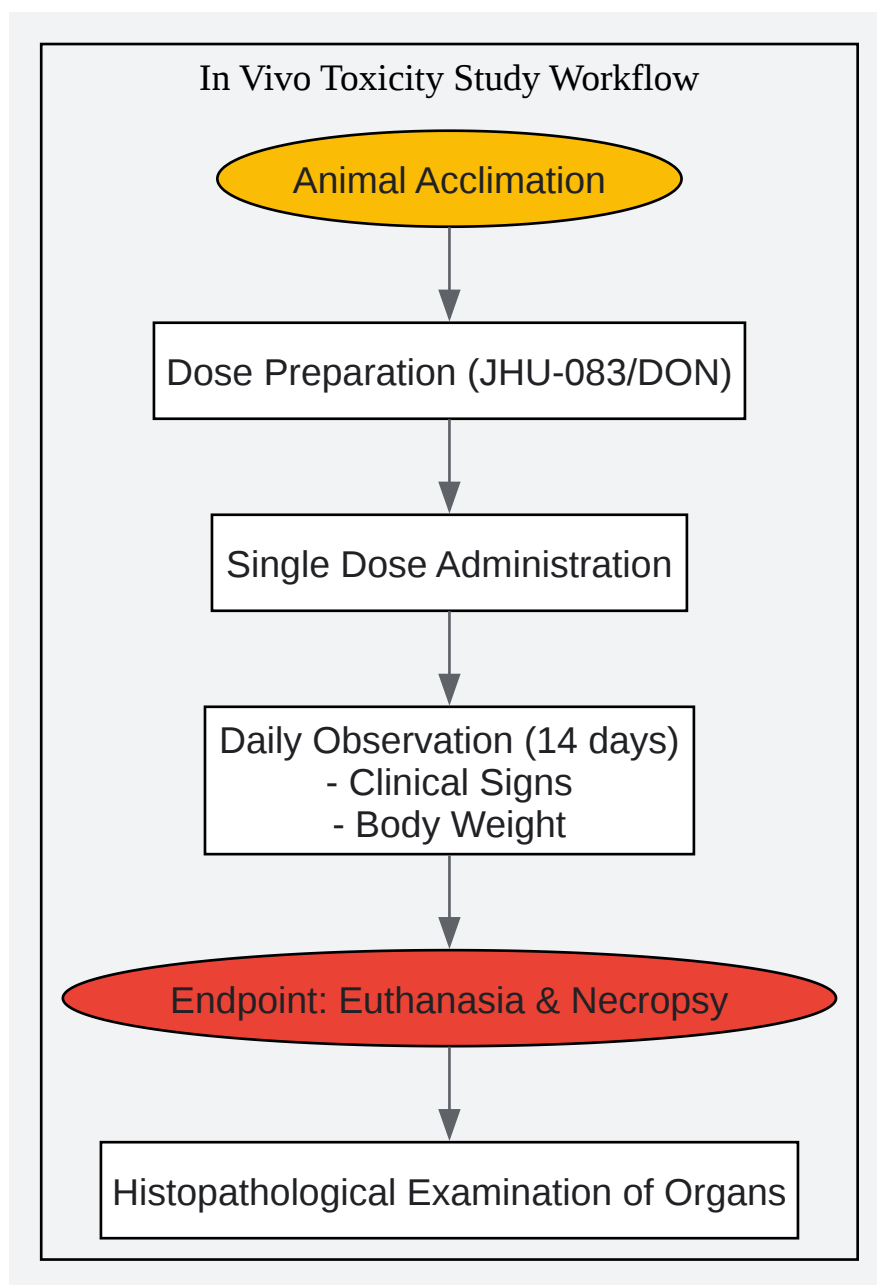 In Vivo Toxicity Study Workflow
Animal Acclimation
Dose Preparation (JHU-083/DON)
Single Dose Administration
Daily Observation (14 days)
- Clinical Signs
- Body Weight
Endpoint: Euthanasia & Necropsy
Histopathological Examination of Organs